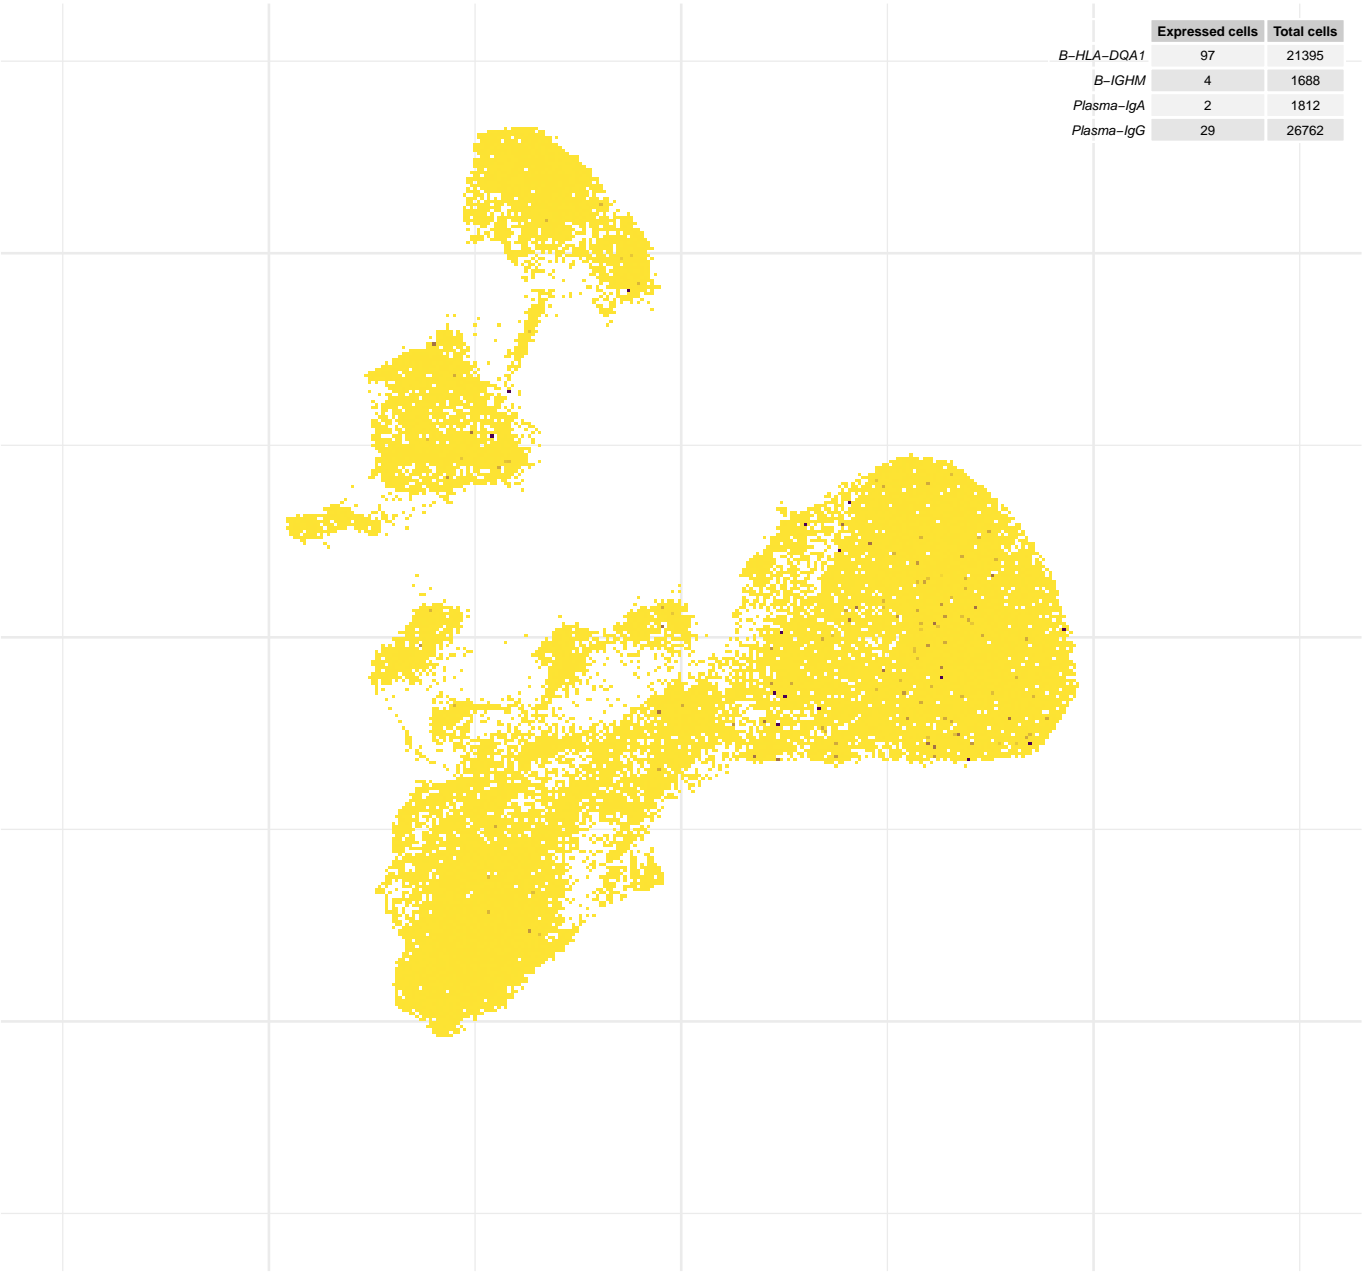 Expressed cells Total cells
B−HLA−DQA1 97 21395
B−IGHM 4 1688
Plasma−IgA 2 1812
Plasma−IgG 29 26762